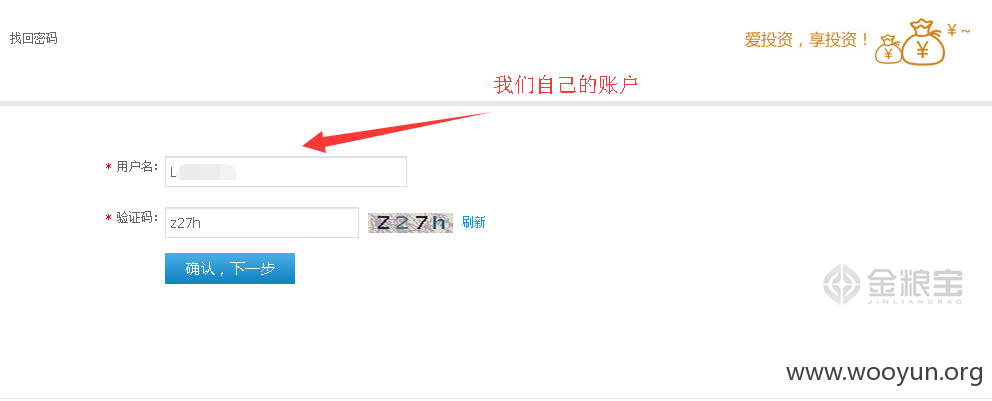 找回密码
爱投资，享投资！
¥ ¥ ¥ ~
我们自己的账户
* 用户名：
L
* 验证码：
z27h
Z27h
刷新
确认，下一步
金粮宝
JINLIANGBAO
www.wooyun.org